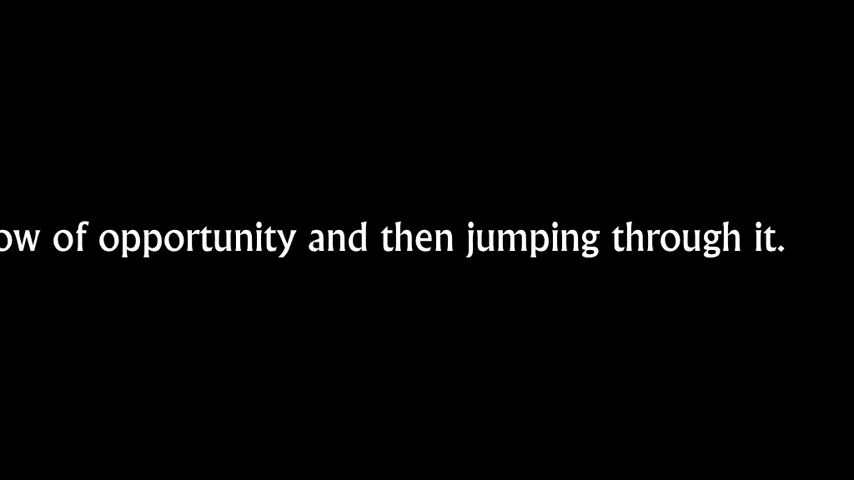 ow of opportunity and then jumping through it.